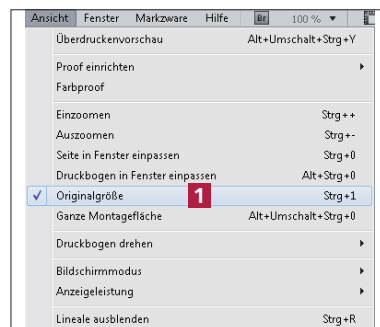 Ansicht Fenster Markzware Hilfe Br 100 %
Überdruckenvorschau Alt+Umschalt+Strg+Y
Proof einrichten
Farbproof
Einzoomen Strg++
Auszoomen Strg+-
Seite in Fenster einpassen Strg+0
Druckbogen in Fenster einpassen Alt+Strg+0
Originalgröße 1 Strg+1
Ganze Montagefläche Alt+Umschalt+Strg+0
Druckbogen drehen
Bildschirmmodus
Anzeigeleistung
Lineale ausblenden Strg+R